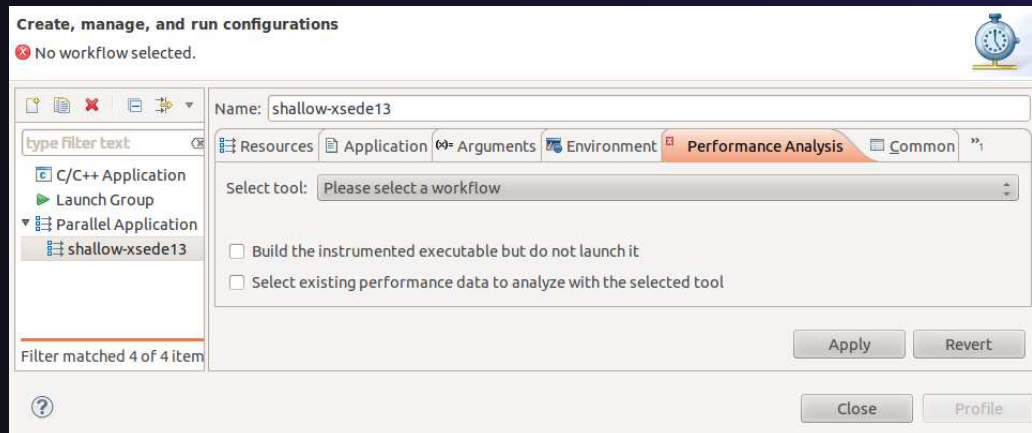 Create, manage, and run configurations
No workflow selected.
Name: shallow-xsede13
type filter text
Resources Application (x)= Arguments Environment Performance Analysis Common »1
C/C++ Application
Launch Group
Parallel Application
shallow-xsede13
Select tool: Please select a workflow
Build the instrumented executable but do not launch it
Select existing performance data to analyze with the selected tool
Filter matched 4 of 4 item
Apply Revert
? Close Profile